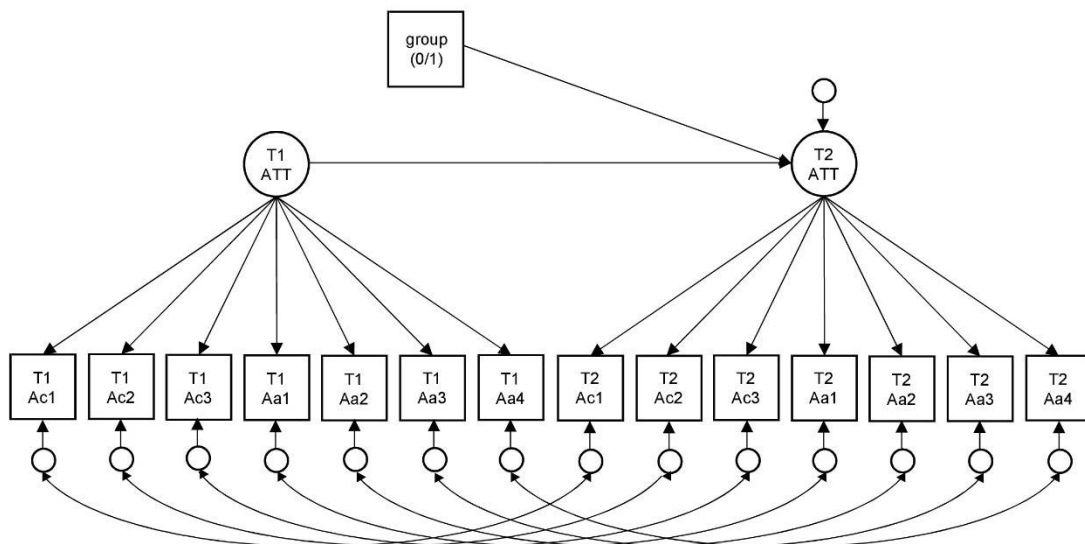 group
(0/1)
T1
ATT
T2
ATT
T1
Ac1
T1
Ac2
T1
Ac3
T1
Aa1
T1
Aa2
T1
Aa3
T1
Aa4
T2
Ac1
T2
Ac2
T2
Ac3
T2
Aa1
T2
Aa2
T2
Aa3
T2
Aa4